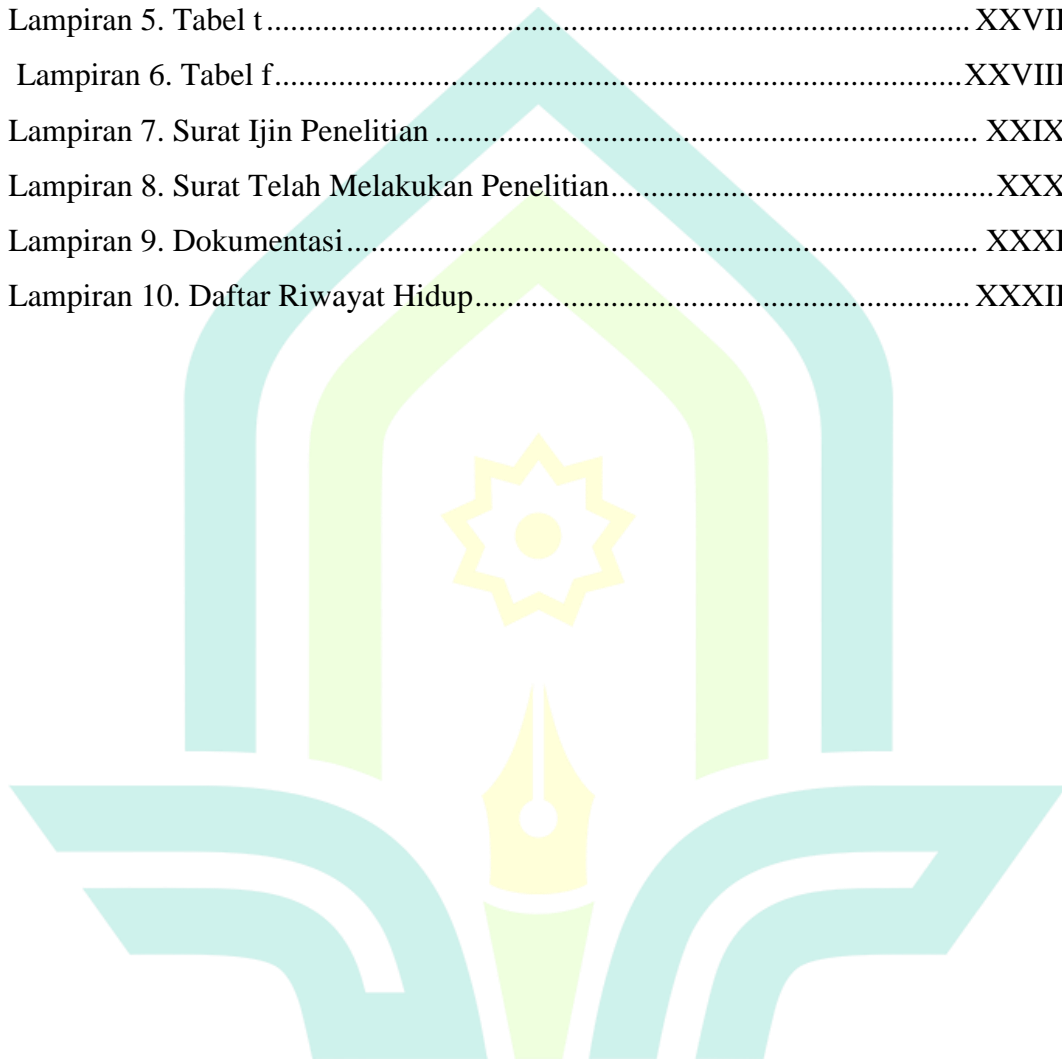 Lampiran 5. Tabel t.......................................................................................... XXVII
Lampiran 6. Tabel f.........................................................................................XXVIII
Lampiran 7. Surat Ijin Penelitian ...................................................................... XXIX
Lampiran 8. Surat Telah Melakukan Penelitian..................................................XXX
Lampiran 9. Dokumentasi.................................................................................. XXXI
Lampiran 10. Daftar Riwayat Hidup................................................................ XXXII